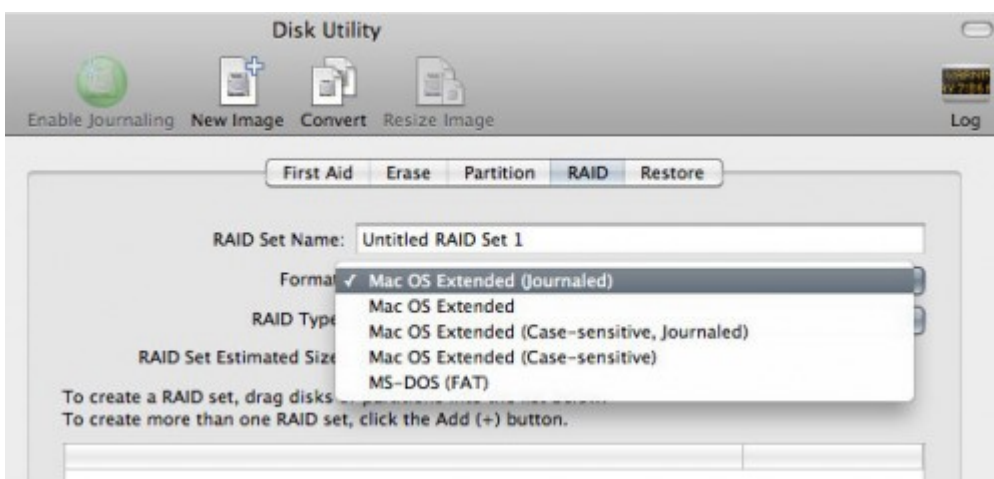 Disk Utility
Enable Journaling New Image Convert Resize Image Log
First Aid Erase Partition RAID Restore
RAID Set Name: Untitled RAID Set 1
Format ✓ Mac OS Extended (Journaled)
Mac OS Extended
RAID Type
Mac OS Extended (Case-sensitive, Journaled)
RAID Set Estimated Size
Mac OS Extended (Case-sensitive)
MS-DOS (FAT)
To create a RAID set, drag disks
To create more than one RAID set, click the Add (+) button.